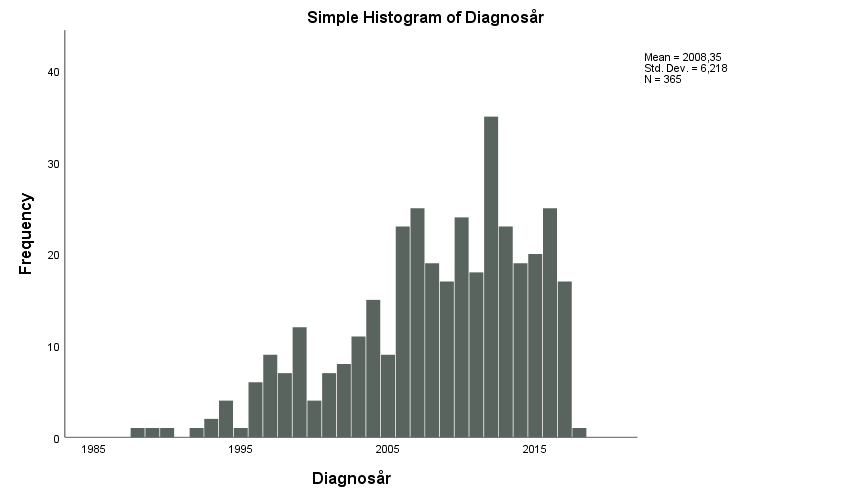 Simple Histogram of Diagnosår
Mean = 2008,35
Std. Dev. = 6,218
N = 365
40
30
20
10
0
Frequency
1985
1995
2005
2015
Diagnosår